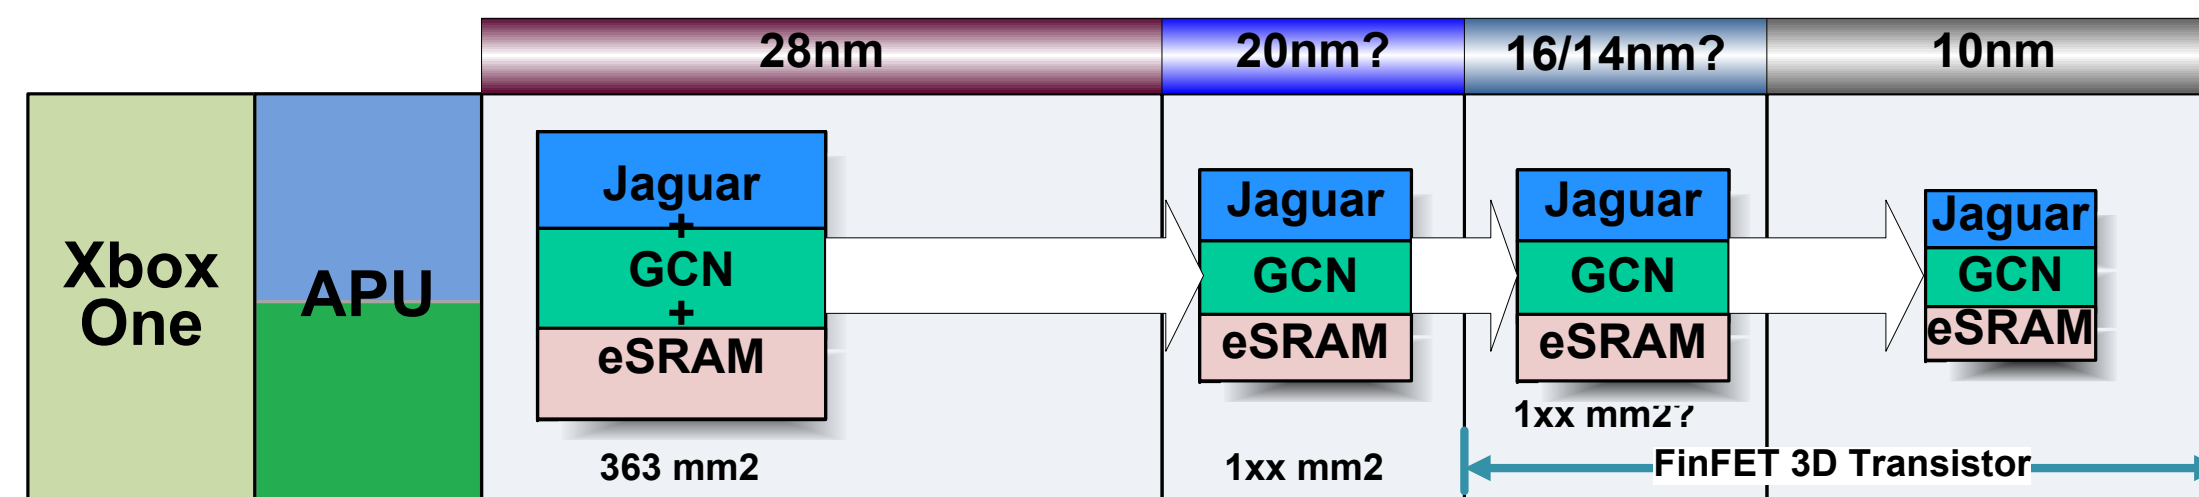 28nm
20nm?
16/14nm?
10nm
Xbox
One
APU
Jaguar
+
GCN
+
eSRAM
363 mm2
Jaguar
GCN
eSRAM
1xx mm2
Jaguar
GCN
eSRAM
1xx mm2?
Jaguar
GCN
eSRAM
FinFET 3D Transistor